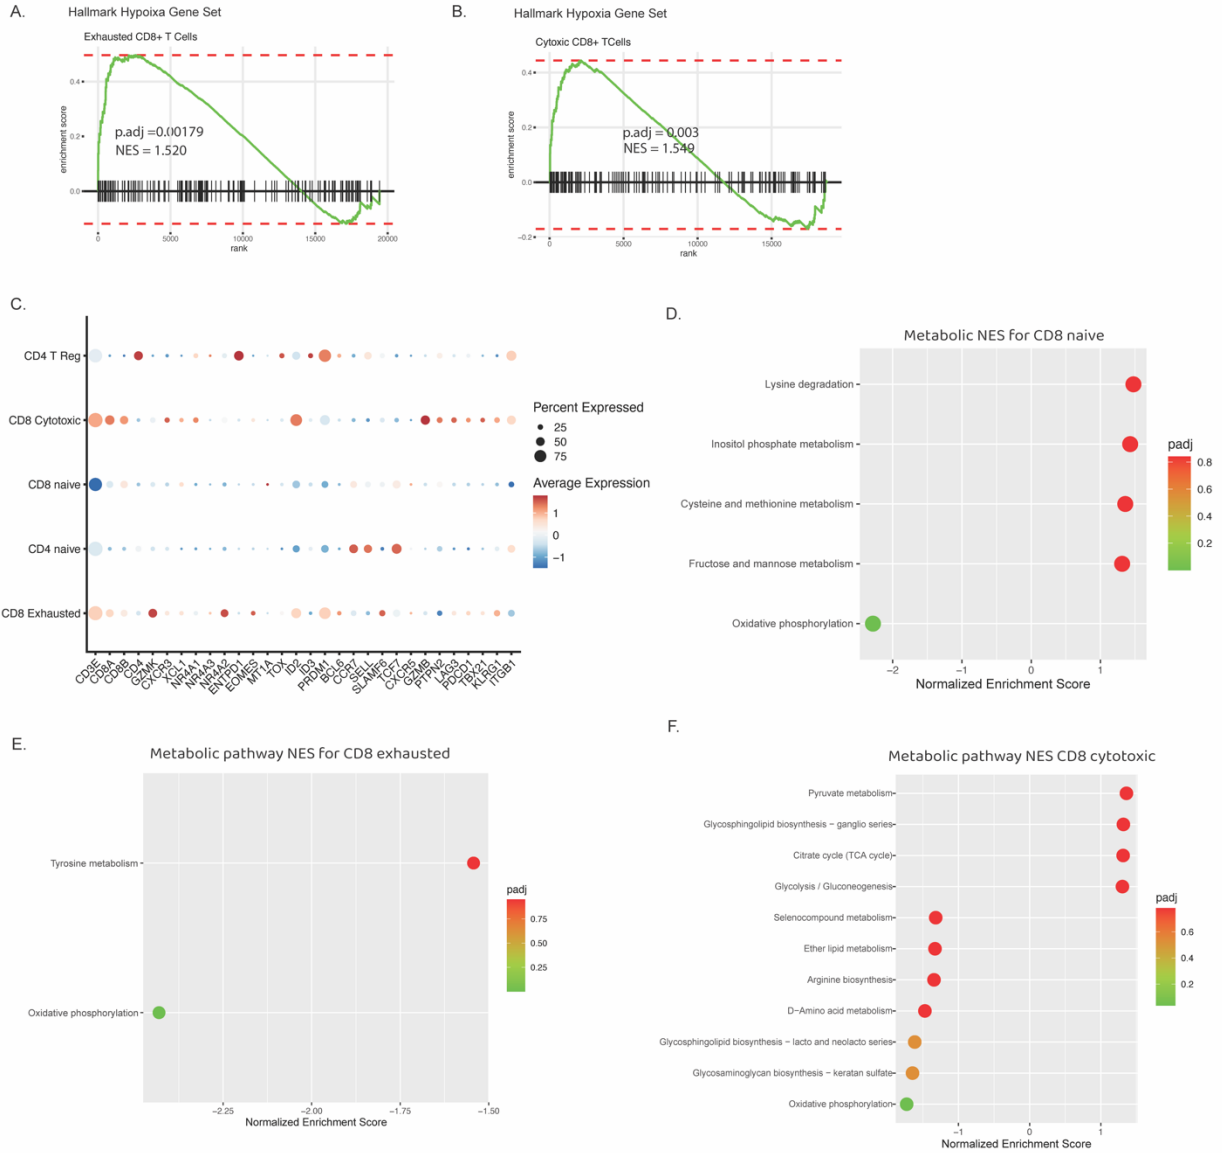 A.
Hallmark Hypoixa Gene Set
Exhausted CD8+ T Cells
enrichment score
0.4
0.2
0.0
p.adj =0.00179
NES = 1.520
0
5000
10000
15000
20000
rank
B.
Hallmark Hypoxia Gene Set
Cytoxic CD8+ TCells
enrichment score
0.4
0.2
0.0
−0.2
p.adj = 0.003
NES = 1.549
0
5000
10000
15000
rank
C.
CD4 T Reg
CD8 Cytotoxic
CD8 naive
CD4 naive
CD8 Exhausted
CD3E
CD8A
CD8B
CD4
GZMK
CXCR3
XCL1
NR4A1
NR4A3
NR4A2
ENTPD1
EOMES
MT1A
TOX
ID2
ID3
PRDM1
BCL6
CCR7
SELL
SLAMF6
TCF7
CXCR5
GZMB
PTPN2
LAG3
PDCD1
TBX21
KLRG1
ITGB1
Percent Expressed
25
50
75
Average Expression
1
0
−1
D.
Metabolic NES for CD8 naive
Lysine degradation
Inositol phosphate metabolism
Cysteine and methionine metabolism
Fructose and mannose metabolism
Oxidative phosphorylation
−2
−1
0
1
Normalized Enrichment Score
padj
0.8
0.6
0.4
0.2
E.
Metabolic pathway NES for CD8 exhausted
Tyrosine metabolism
Oxidative phosphorylation
−2.25
−2.00
−1.75
−1.50
Normalized Enrichment Score
padj
0.75
0.50
0.25
F.
Metabolic pathway NES CD8 cytotoxic
Pyruvate metabolism
Glycosphingolipid biosynthesis − ganglio series
Citrate cycle (TCA cycle)
Glycolysis / Gluconeogenesis
Selenocompound metabolism
Ether lipid metabolism
Arginine biosynthesis
D−Amino acid metabolism
Glycosphingolipid biosynthesis − lacto and neolacto series
Glycosaminoglycan biosynthesis − keratan sulfate
Oxidative phosphorylation
−1
0
1
Normalized Enrichment Score
padj
0.6
0.4
0.2